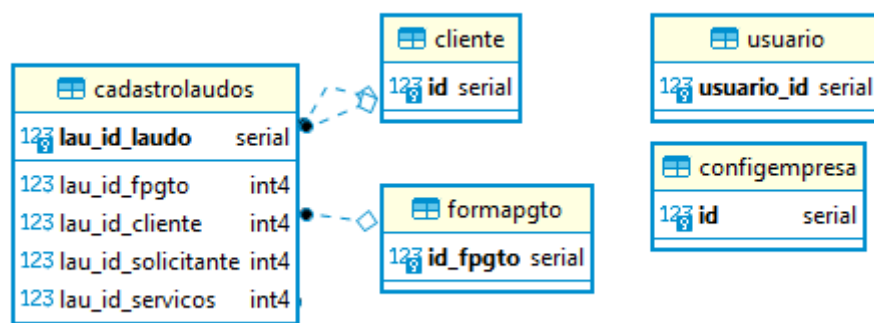 cadastrolaudos
123 lau_id_laudo serial
123 lau_id_fpgto int4
123 lau_id_cliente int4
123 lau_id_solicitante int4
123 lau_id_servicos int4
cliente
123 id serial
formapgto
123 id_fpgto serial
usuario
123 usuario_id serial
configempresa
123 id serial